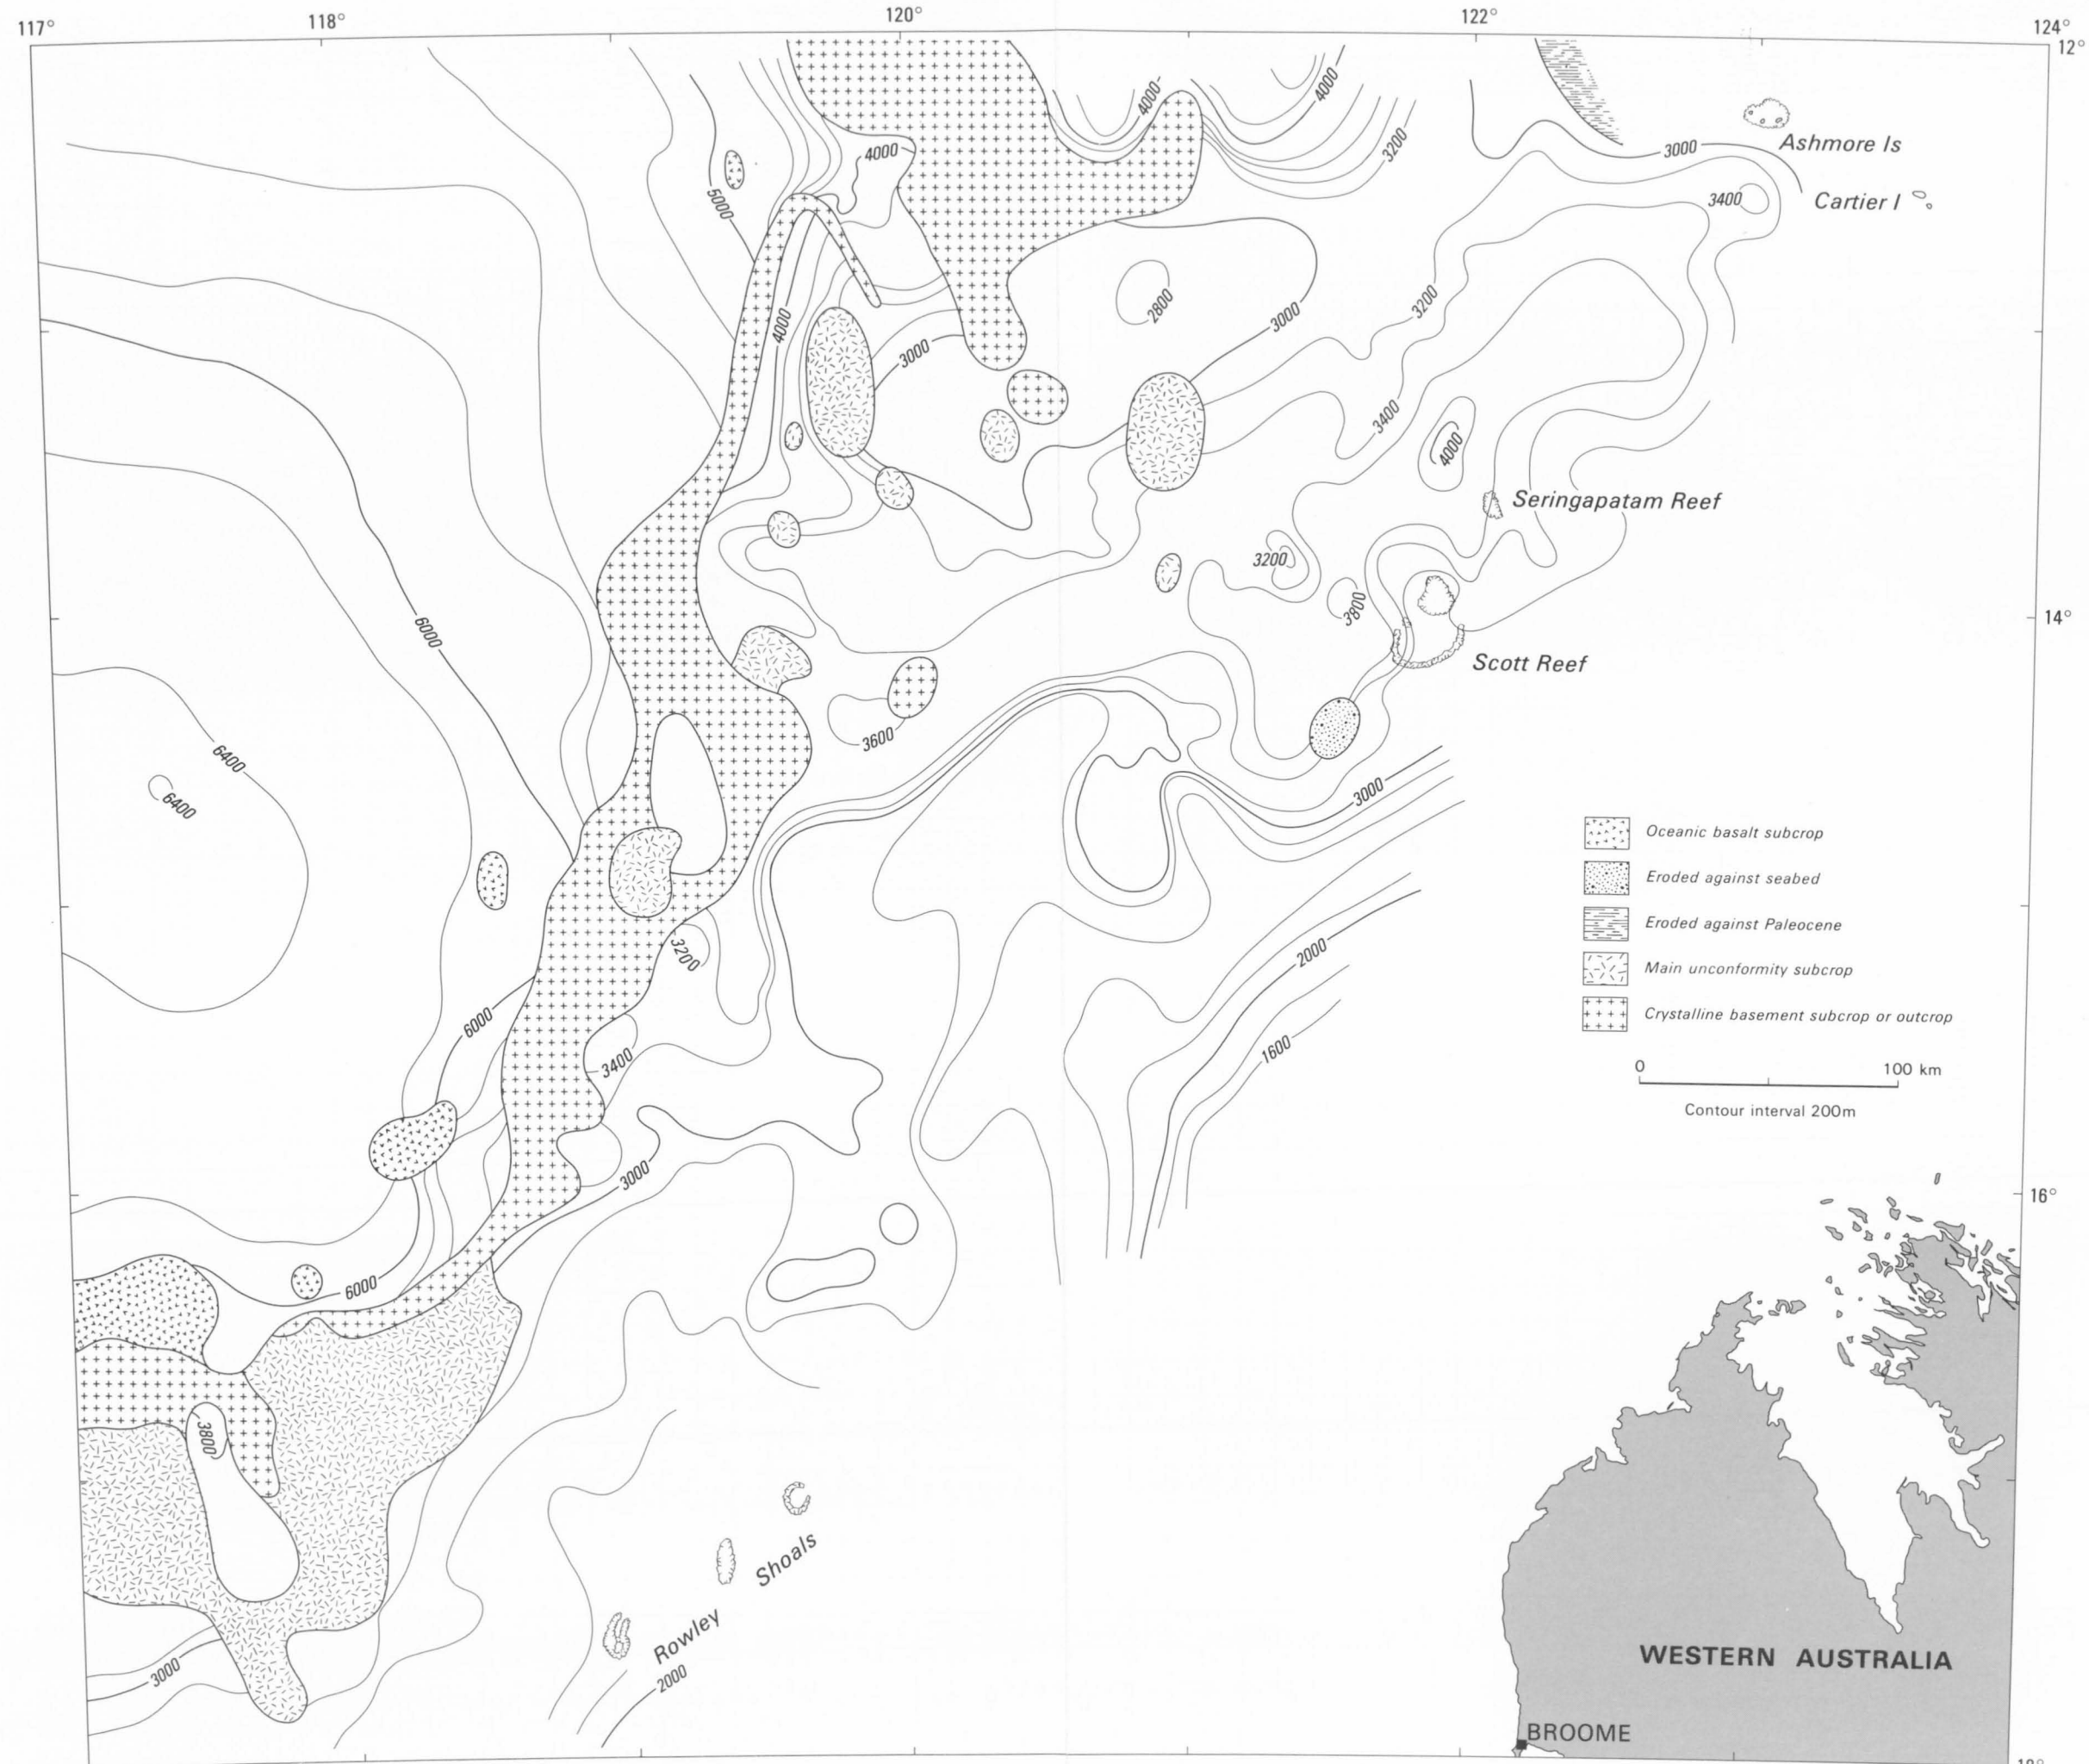 117°
118°
120°
122°
124°
12°
4000
4000
3200
3000
Ashmore Is
4000
5000
3400
Cartier I
2800
3200
3000
4000
3000
3400
4000
Seringapatam Reef
3200
3800
14°
6000
Scott Reef
3600
6400
6400
3000
Oceanic basalt subcrop
Eroded against seabed
Eroded against Paleocene
Main unconformity subcrop
Crystalline basement subcrop or outcrop
3200
2000
6000
1600
3400
0
100 km
Contour interval 200m
3000
16°
6000
3800
Rowley Shoals
3000
2000
WESTERN AUSTRALIA
BROOME